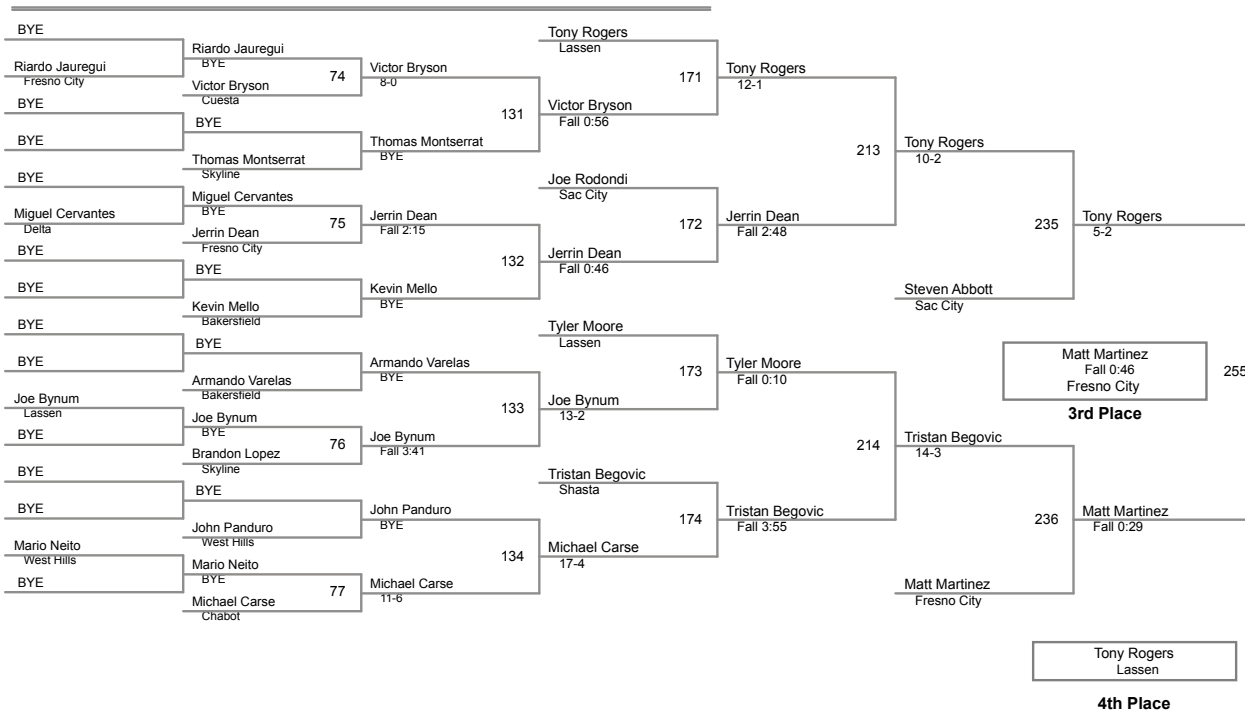 BYE
Riardo Jauregui
Fresno City
BYE
BYE
BYE
Miguel Cervantes
Delta
BYE
BYE
BYE
BYE
Joe Bynum
Lassen
BYE
BYE
BYE
Mario Neito
West Hills
BYE
Riardo Jauregui
BYE
74
Victor Bryson
Cuesta
BYE
Thomas Montserrat
Skyline
Miguel Cervantes
BYE
75
Jerrin Dean
Fresno City
BYE
Kevin Mello
Bakersfield
BYE
Armando Varelas
Bakersfield
Joe Bynum
BYE
76
Brandon Lopez
Skyline
BYE
John Panduro
West Hills
Mario Neito
BYE
77
Michael Carse
Chabot
Victor Bryson
8-0
131
Thomas Montserrat
BYE
Jerrin Dean
Fall 2:15
132
Kevin Mello
BYE
Armando Varelas
BYE
133
Joe Bynum
Fall 3:41
John Panduro
BYE
134
Michael Carse
11-6
Tony Rogers
Lassen
171
Victor Bryson
Fall 0:56
Joe Rodondi
Sac City
172
Jerrin Dean
Fall 0:46
Tyler Moore
Lassen
173
Joe Bynum
13-2
Tristan Begovic
Shasta
174
Michael Carse
17-4
Tony Rogers
12-1
213
Jerrin Dean
Fall 2:48
Tyler Moore
Fall 0:10
214
Tristan Begovic
Fall 3:55
Tony Rogers
10-2
235
Steven Abbott
Sac City
Tristan Begovic
14-3
236
Matt Martinez
Fresno City
Tony Rogers
5-2
Matt Martinez
Fall 0:46
Fresno City
255
3rd Place
Matt Martinez
Fall 0:29
Tony Rogers
Lassen
4th Place